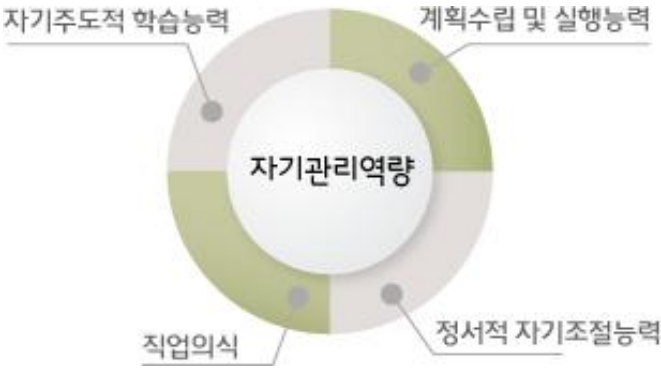 자기주도적 학습능력
계획수립 및 실행능력
자기관리역량
직업의식
정서적 자기조절능력